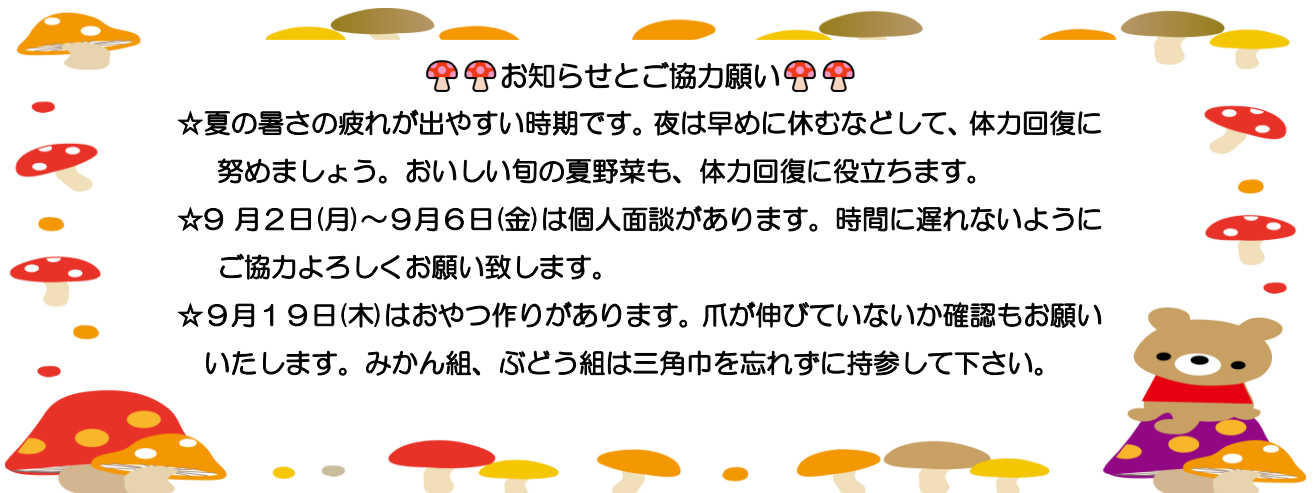 🍄🍄お知らせとご協力願い🍄🍄
☆夏の暑さの疲れが出やすい時期です。夜は早めに休むなどして、体力回復に
努めましょう。おいしい旬の夏野菜も、体力回復に役立ちます。
☆９月２日(月)～９月６日(金)は個人面談があります。時間に遅れないように
ご協力よろしくお願い致します。
☆９月１９日(木)はおやつ作りがあります。爪が伸びていないか確認もお願い
いたします。みかん組、ぶどう組は三角巾を忘れずに持参して下さい。